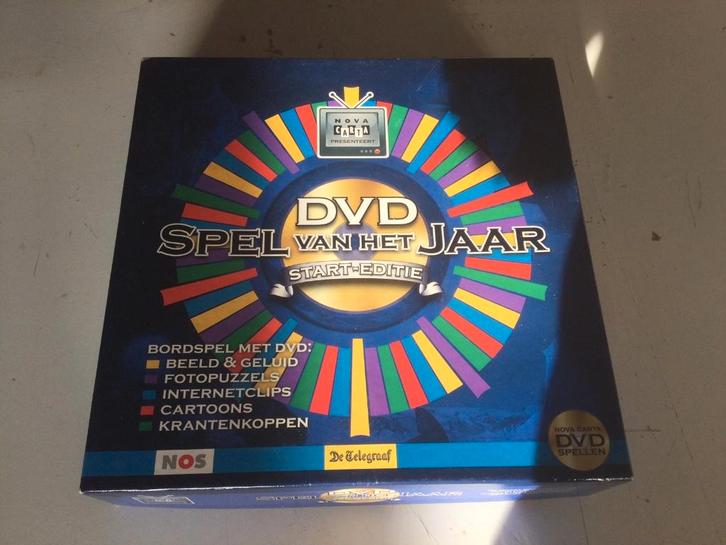 NOVA
CARTA
PRESENTEERT
DVD
SPEL VAN HET JAAR
START-EDITIE
BORDSPEL MET DVD:
BEELD & GELUID
FOTOPUZZELS
INTERNETCLIPS
CARTOONS
KRANTENKOPPEN
NOS
De Telegraaf
NOVA CARTA
DVD
SPELLEN